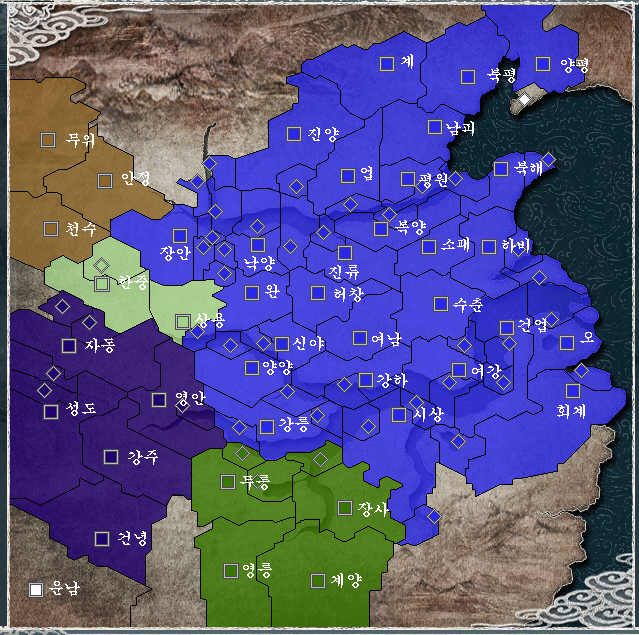 계
북평
양평
진양
남피
무위
업
평원
북해
안정
천수
장안
낙양
진류
복양
소패
하비
한중
완
허창
수춘
상용
건업
오
자동
신야
여남
양양
강하
여강
회계
성도
영안
강릉
시상
강주
무릉
장사
건녕
영릉
계양
운남